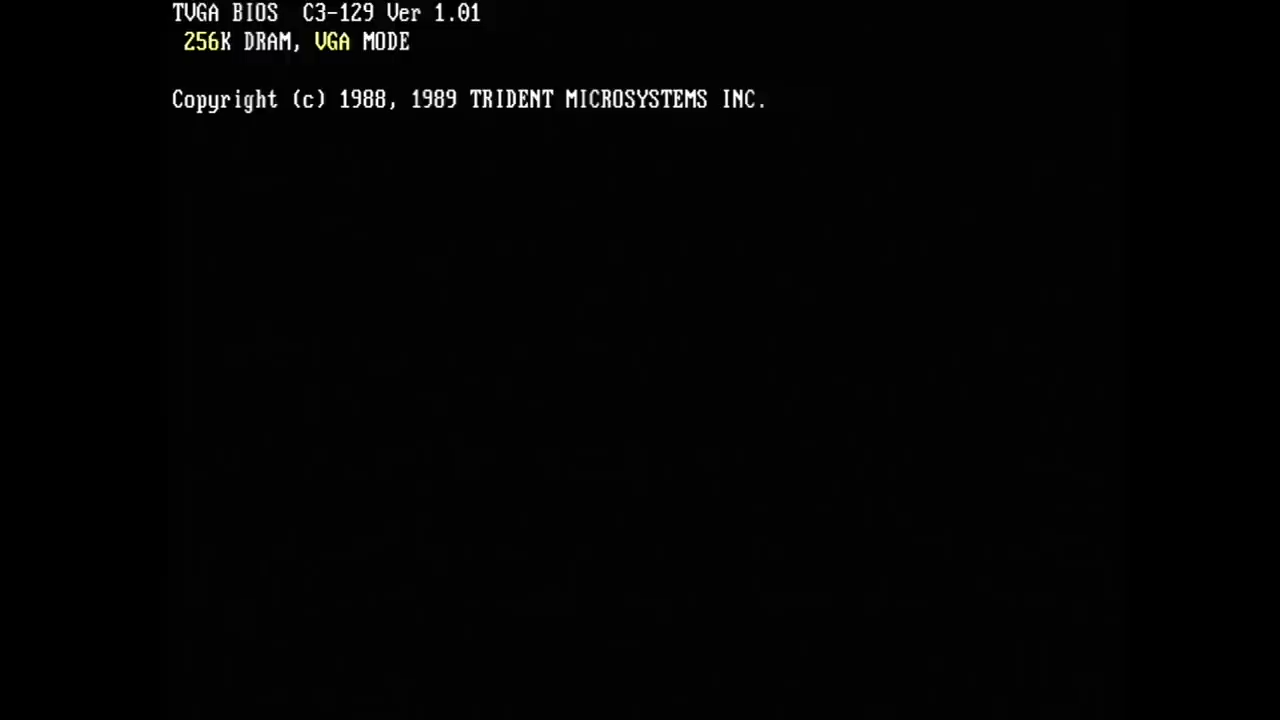 TVGA BIOS  C3-129 Ver 1.01
256K DRAM, VGA MODE
Copyright (c) 1988, 1989 TRIDENT MICROSYSTEMS INC.